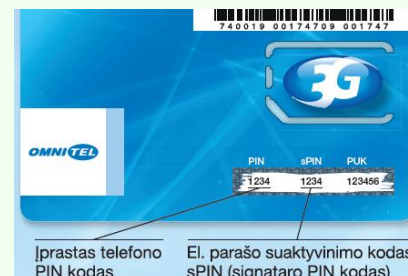 740019 00174709 001747
3G
OMNITEL
PIN sPIN PUK
1234 1234 123456
Įprastas telefono
PIN kodas
El. parašo suaktyvinimo kodas
sPIN (signataro PIN kodas)